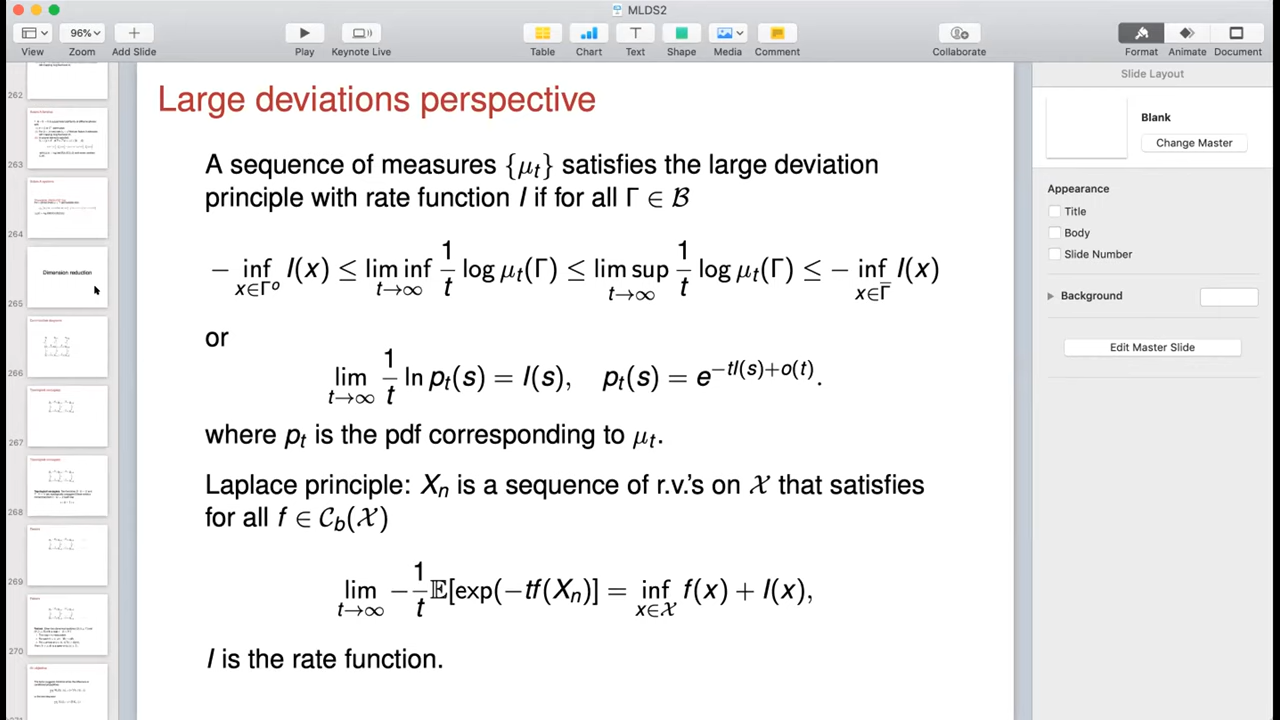 MLDS2
96%
View
Zoom
Add Slide
Play
Keynote Live
Table
Chart
Text
Shape
Media
Comment
Collaborate
Format
Animate
Document
262
263
264
Dimension reduction
265
266
267
268
269
270
Large deviations perspective
A sequence of measures {μ_t} satisfies the large deviation
principle with rate function I if for all Γ ∈ ℬ
− inf_{x∈Γ°} I(x) ≤ lim inf_{t→∞} 1/t log μ_t(Γ) ≤ lim sup_{t→∞} 1/t log μ_t(Γ) ≤ − inf_{x∈Γ̅} I(x)
or
lim_{t→∞} 1/t ln p_t(s) = I(s), p_t(s) = e^{−tI(s)+o(t)}.
where p_t is the pdf corresponding to μ_t.
Laplace principle: X_n is a sequence of r.v.'s on 𝒳 that satisfies
for all f ∈ 𝒞_b(𝒳)
lim_{t→∞} − 1/t 𝔼[exp(−tf(X_n)] = inf_{x∈𝒳} f(x) + I(x),
I is the rate function.
Slide Layout
Blank
Change Master
Appearance
Title
Body
Slide Number
Background
Edit Master Slide